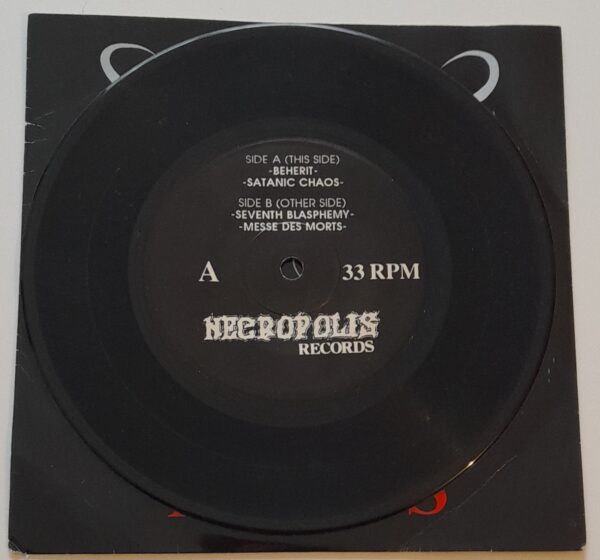 SIDE A (THIS SIDE)
-BEHERIT-
-SATANIC CHAOS-
SIDE B (OTHER SIDE)
-SEVENTH BLASPHEMY-
-MESSE DES MORTS-
A 33 RPM
NECROPOLIS
RECORDS